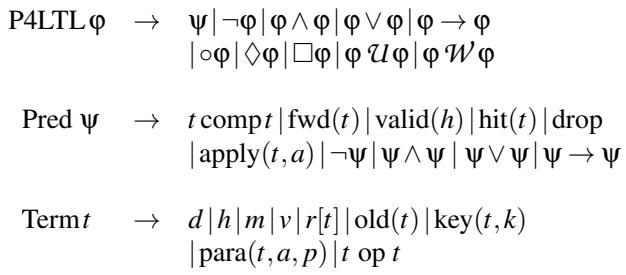 P4LTL φ → ψ | ¬φ | φ ∧ φ | φ ∨ φ | φ → φ
| ∘φ | ◊φ | □φ | φ 𝒰 φ | φ 𝒲 φ
Pred ψ → t comp t | fwd(t) | valid(h) | hit(t) | drop
| apply(t, a) | ¬ψ | ψ ∧ ψ | ψ ∨ ψ | ψ → ψ
Term t → d | h | m | v | r[t] | old(t) | key(t, k)
| para(t, a, p) | t op t